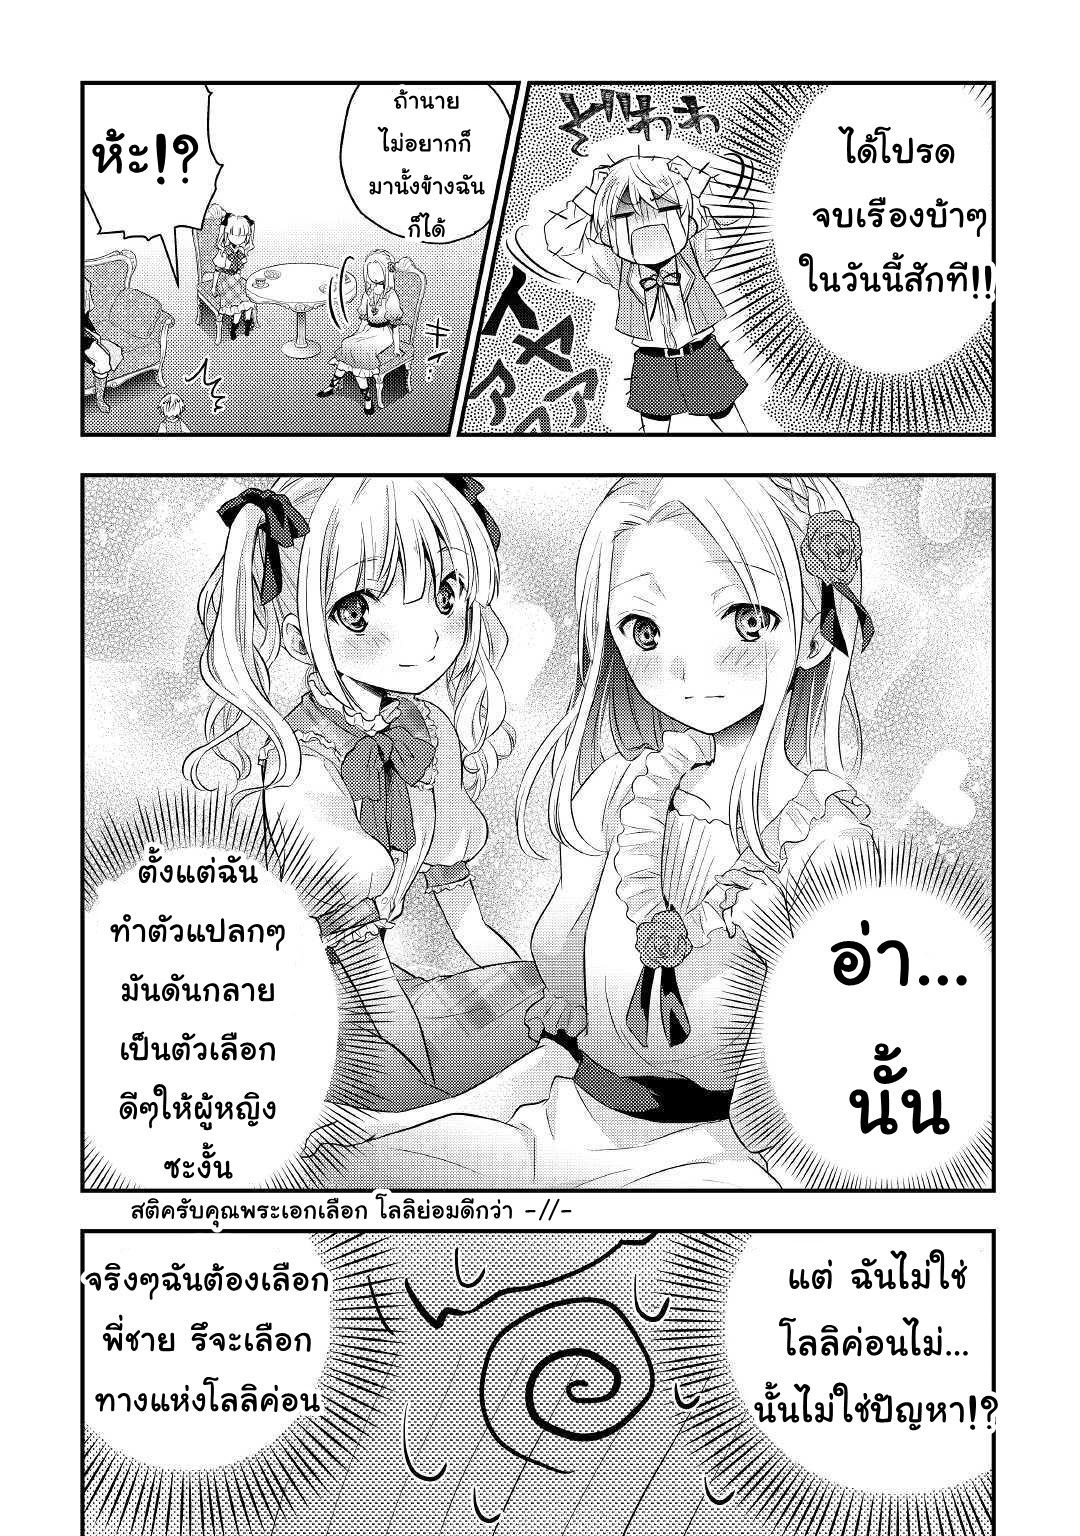 ได้โปรด
จบเรื่องบ้าๆ
ในวันนี้สักที!!
どわわ
イヤ
メァ
アア
ถ้านาย
ไม่อยากก็
มานั้งข้างฉัน
ก็ได้
ห้ะ!?
อ่า...
นั้น
ตั้งแต่ฉัน
ทำตัวแปลกๆ
มันดันกลาย
เป็นตัวเลือก
ดีๆให้ผู้หญิง
ซะงั้น
สติครับคุณพระเอกเลือก โลลิย่อมดีกว่า -//-
แต่ ฉันไม่ใช่
โลลิค่อนไม่...
นั้นไม่ใช่ปัญหา!?
จริงๆฉันต้องเลือก
พี่ชาย รึจะเลือก
ทางแห่งโลลิค่อน